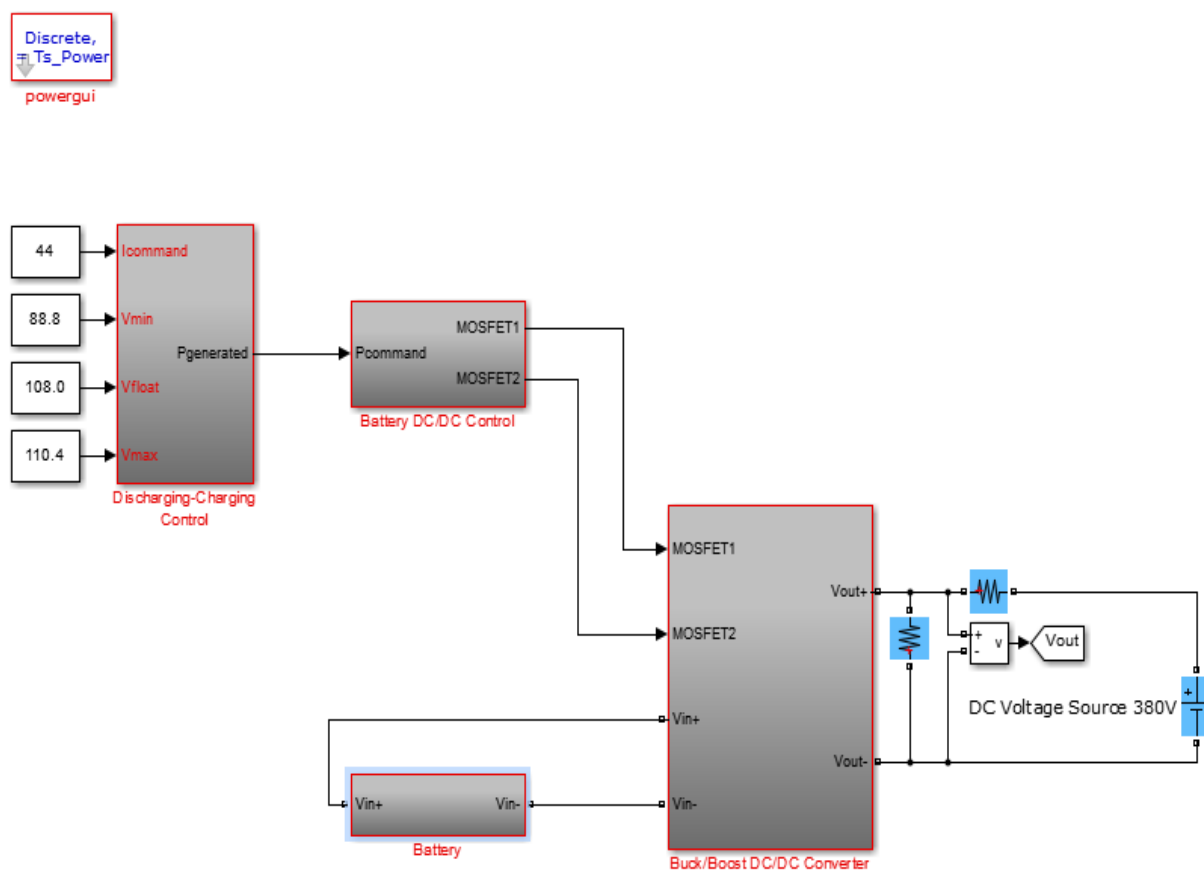 Discrete,
= Ts_Power
powergui
44
Icommand
88.8
Vmin
Pgenerated
108.0
Vfloat
110.4
Vmax
Discharging-Charging
Control
Pcommand
MOSFET1
MOSFET2
Battery DC/DC Control
MOSFET1
MOSFET2
Vin+
Vin-
Vout+
Vout-
Buck/Boost DC/DC Converter
+
-
v
Vout
DC Voltage Source 380V
+
Vin+
Vin-
Battery